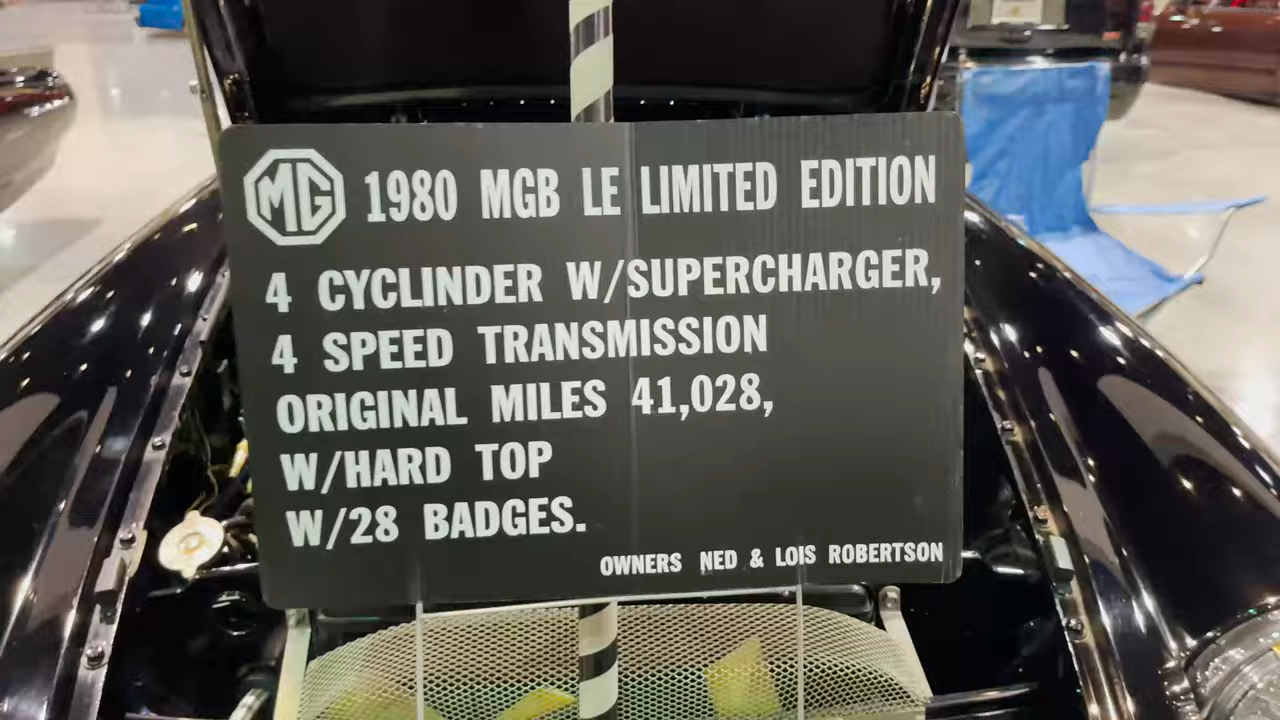 MG 1980 MGB LE LIMITED EDITION
4 CYCLINDER W/SUPERCHARGER,
4 SPEED TRANSMISSION
ORIGINAL MILES 41,028,
W/HARD TOP
W/28 BADGES.
OWNERS NED & LOIS ROBERTSON